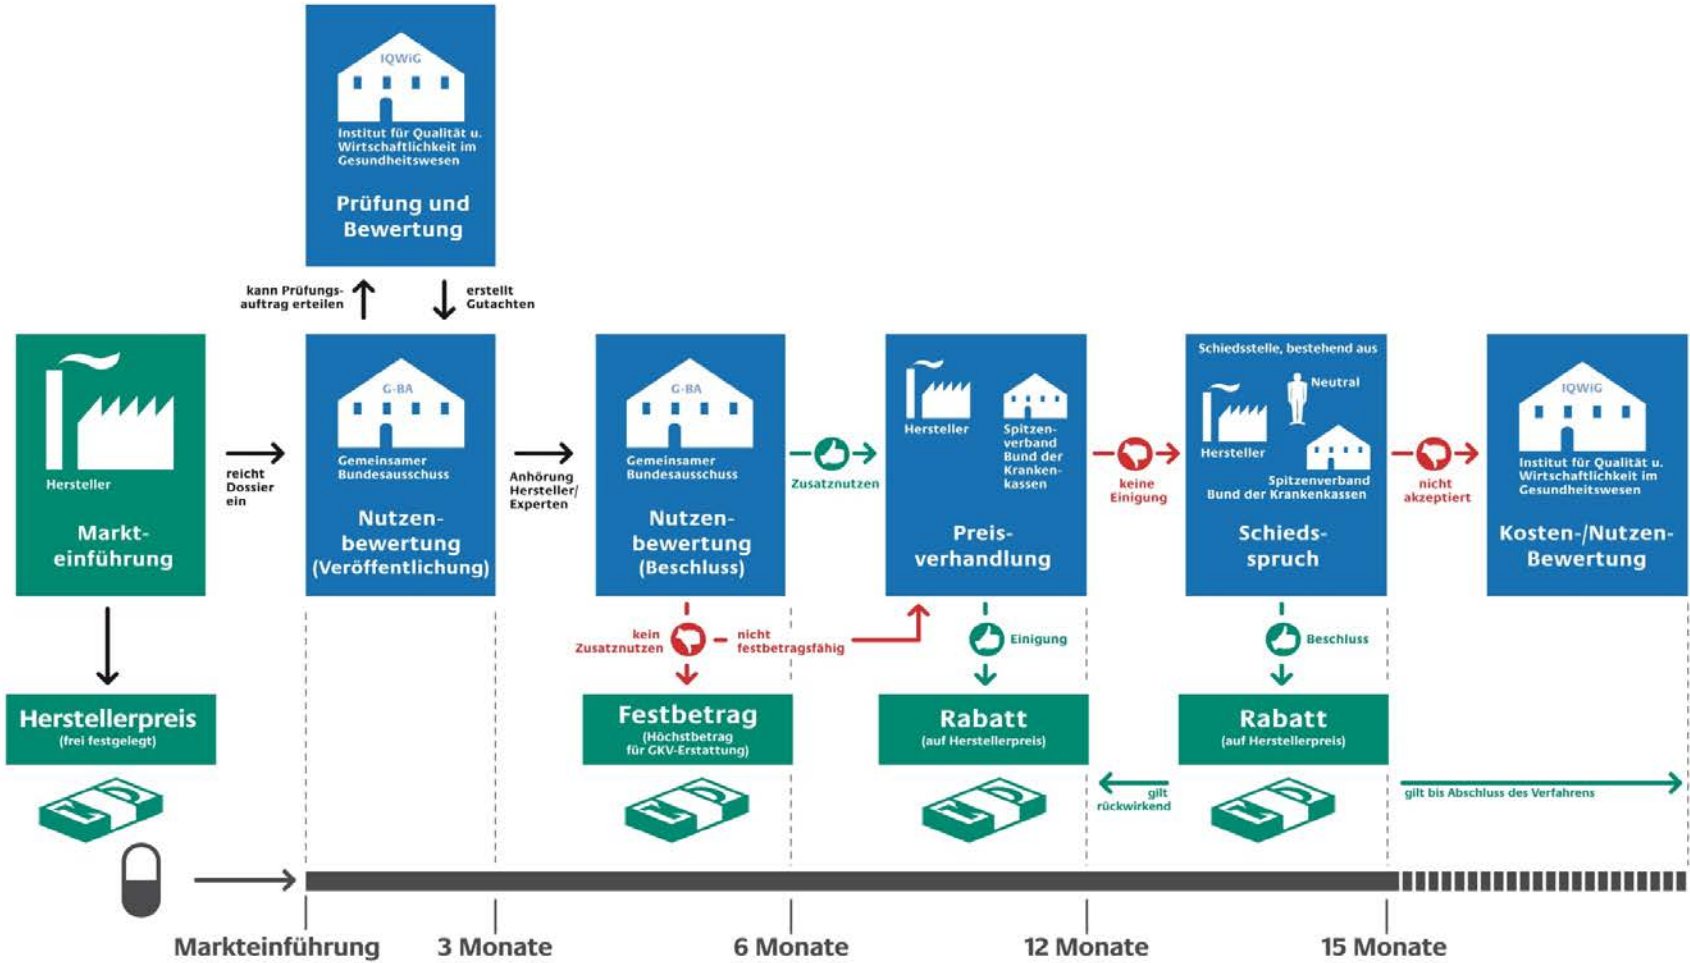 IQWiG
Institut für Qualität u.
Wirtschaftlichkeit im
Gesundheitswesen
Prüfung und
Bewertung
kann Prüfungs-
auftrag erteilen
erstellt
Gutachten
Hersteller
Markt-
einführung
reicht
Dossier
ein
G-BA
Gemeinsamer
Bundesausschuss
Nutzen-
bewertung
(Veröffentlichung)
Anhörung
Hersteller/
Experten
G-BA
Gemeinsamer
Bundesausschuss
Nutzen-
bewertung
(Beschluss)
Zusatznutzen
Hersteller
Spitzen-
verband
Bund der
Kranken-
kassen
Preis-
verhandlung
keine
Einigung
Schiedsstelle, bestehend aus
Neutral
Hersteller
Spitzenverband
Bund der Krankenkassen
Schieds-
spruch
nicht
akzeptiert
IQWiG
Institut für Qualität u.
Wirtschaftlichkeit im
Gesundheitswesen
Kosten-/Nutzen-
Bewertung
kein
Zusatznutzen
nicht
festbetragsfähig
Einigung
Beschluss
Herstellerpreis
(frei festgelegt)
Festbetrag
(Höchstbetrag
für GKV-Erstattung)
Rabatt
(auf Herstellerpreis)
Rabatt
(auf Herstellerpreis)
gilt
rückwirkend
gilt bis Abschluss des Verfahrens
Markteinführung
3 Monate
6 Monate
12 Monate
15 Monate